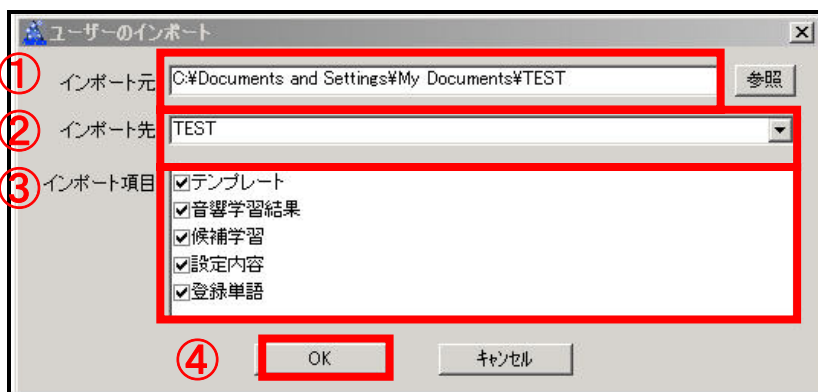 ユーザーのインポート
① インポート元 C:¥Documents and Settings¥My Documents¥TEST 参照
② インポート先 TEST
③ インポート項目 テンプレート
音響学習結果
候補学習
設定内容
登録単語
④ OK キャンセル